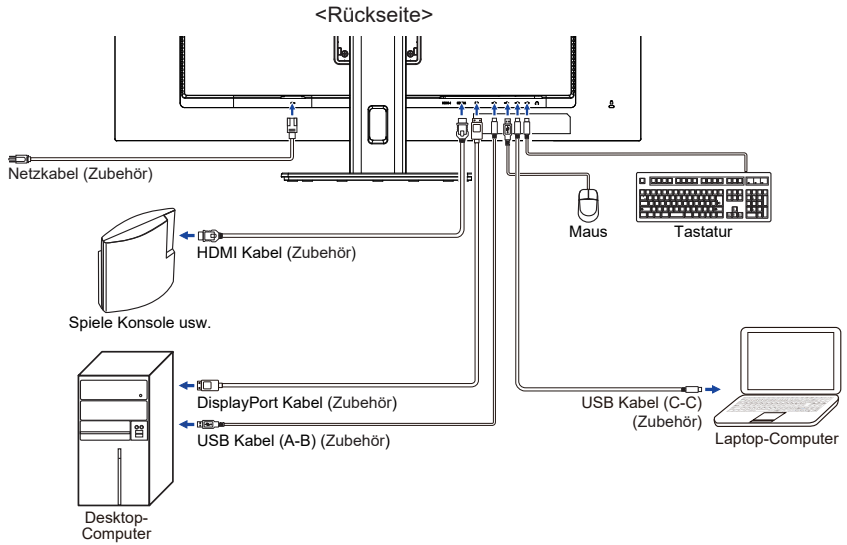 <Rückseite>
Netzkabel (Zubehör)
Maus
Tastatur
HDMI Kabel (Zubehör)
Spiele Konsole usw.
DisplayPort Kabel (Zubehör)
USB Kabel (A-B) (Zubehör)
USB Kabel (C-C)
(Zubehör)
Laptop-Computer
Desktop-
Computer